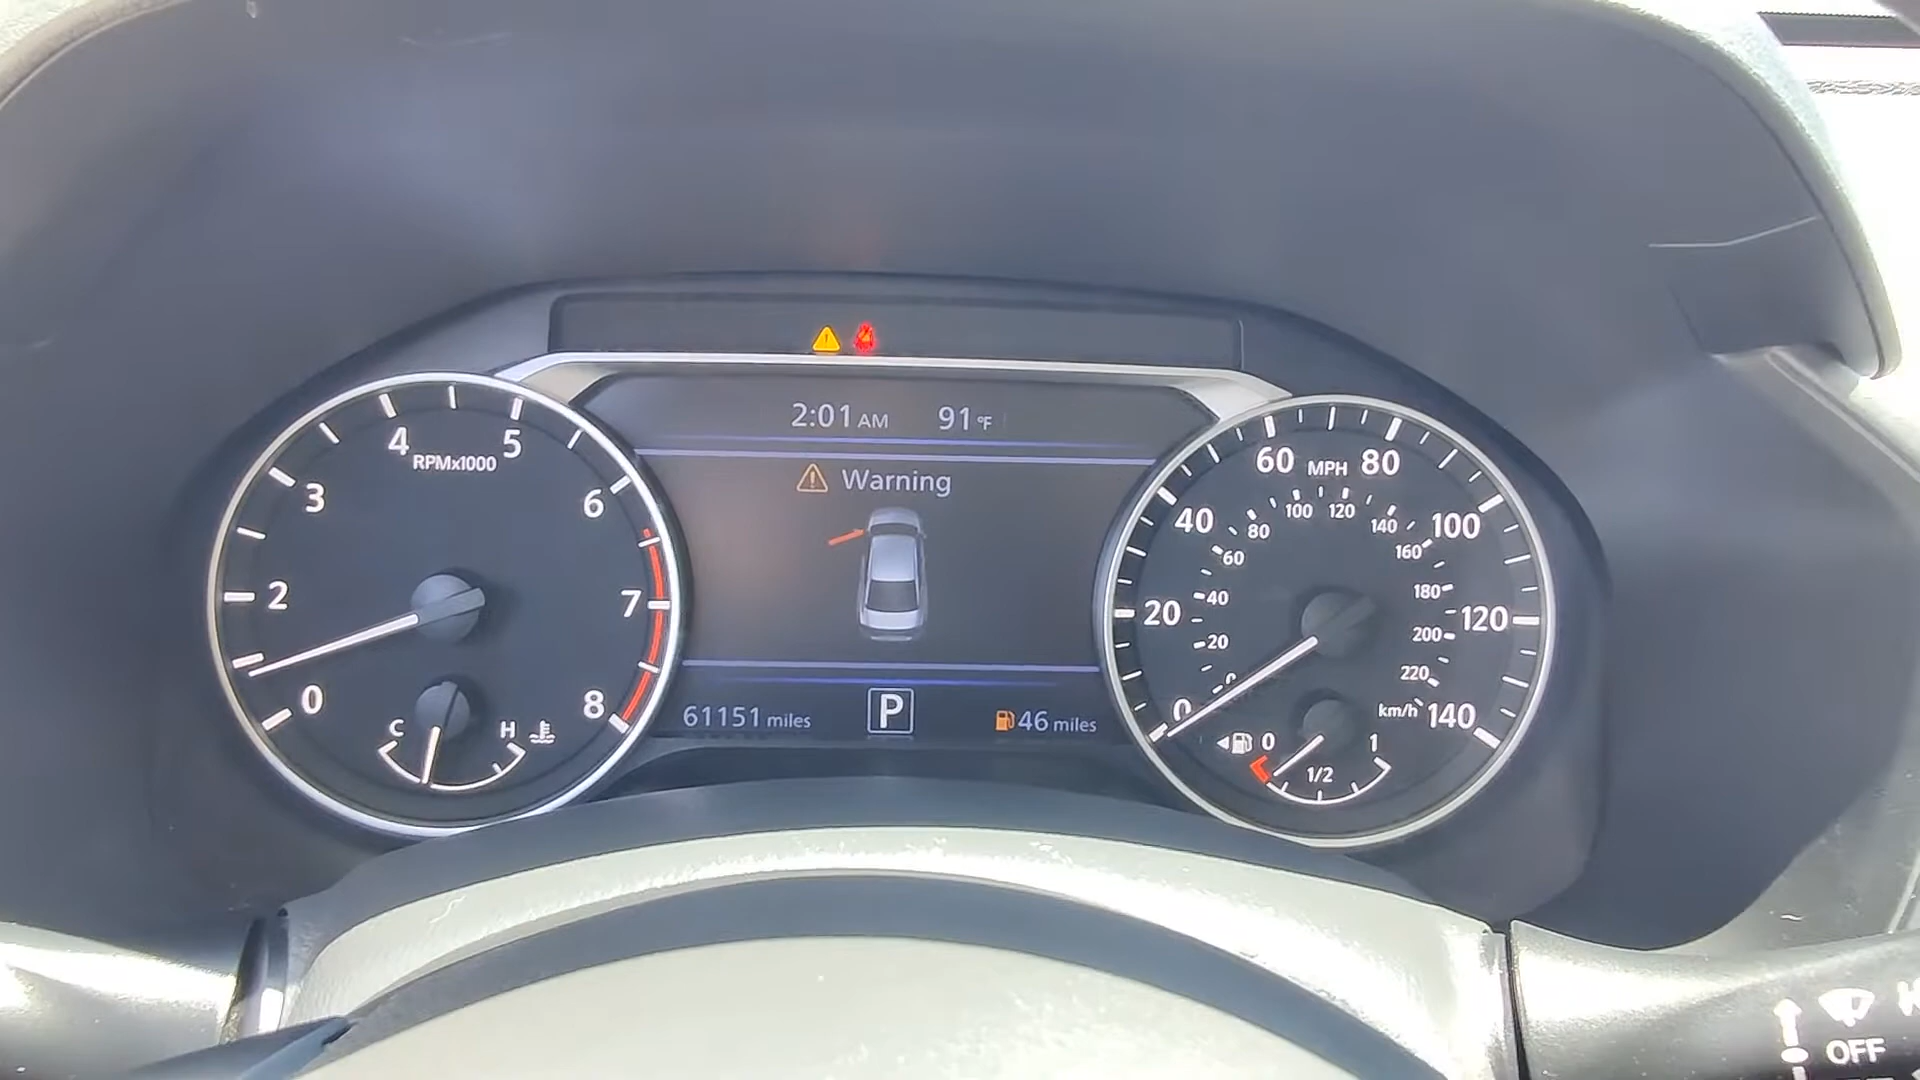 2:01 AM 91 °F
Warning
61151 miles P 46 miles
0 2 3 4 5 6 7 8
RPMx1000
C H
0 20 40 60 80 100 120 140
MPH
0 20 40 60 80 100 120 140 160 180 200 220
km/h
0 1/2 1
OFF